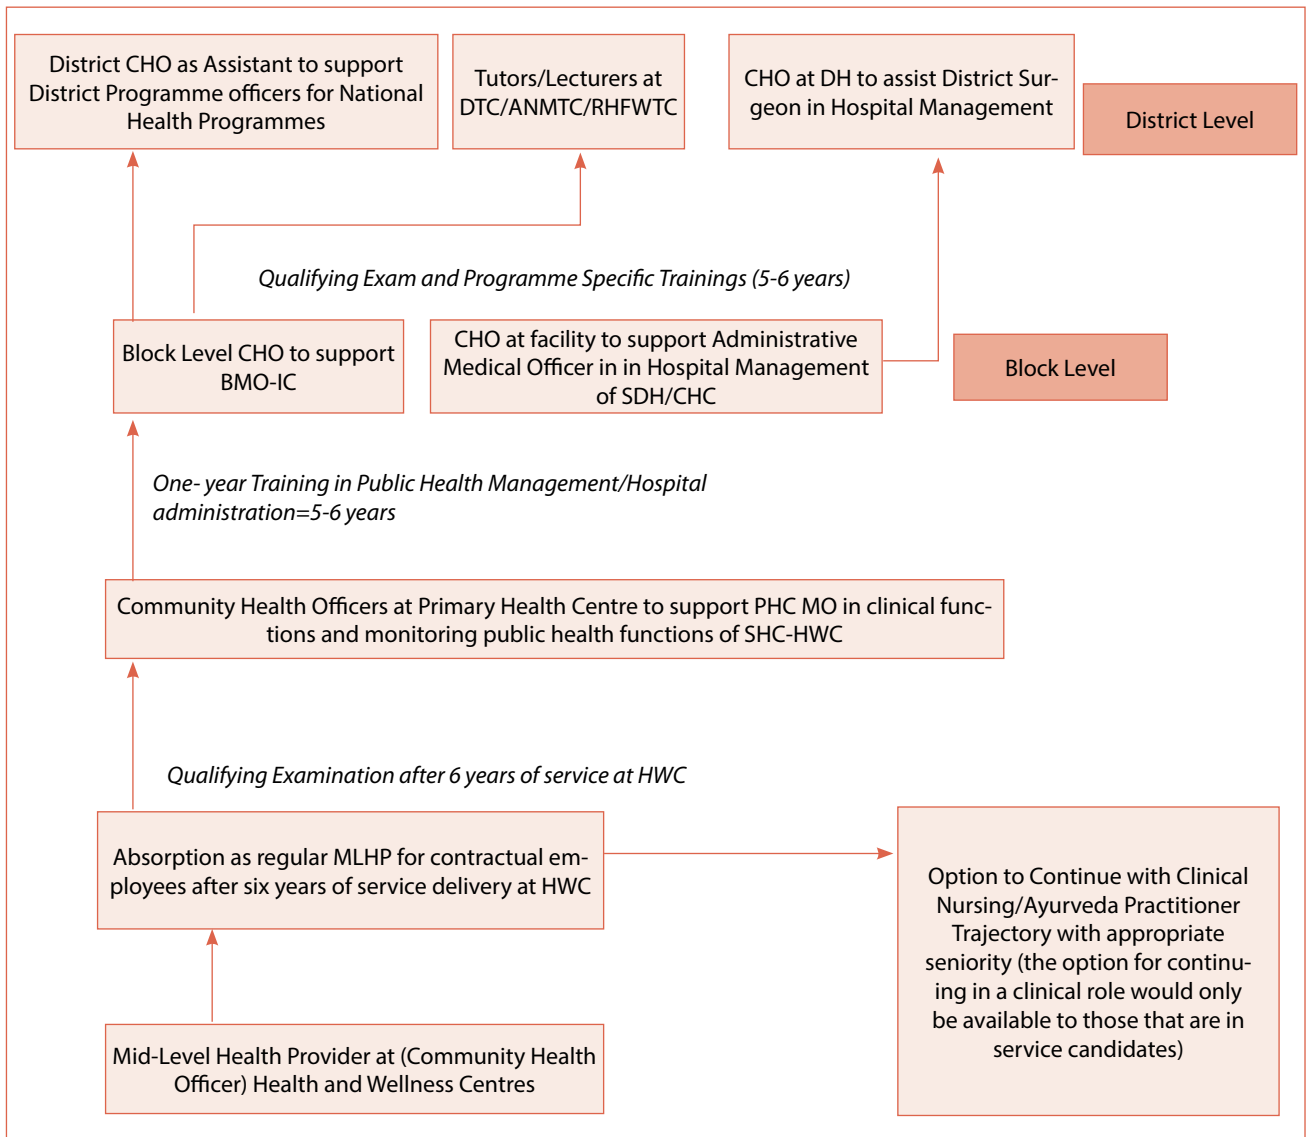 District CHO as Assistant to support
District Programme officers for National
Health Programmes
Tutors/Lecturers at
DTC/ANMTC/RHFWTC
CHO at DH to assist District Sur-
geon in Hospital Management
District Level
Qualifying Exam and Programme Specific Trainings (5-6 years)
Block Level CHO to support
BMO-IC
CHO at facility to support Administrative
Medical Officer in in Hospital Management
of SDH/CHC
Block Level
One- year Training in Public Health Management/Hospital
administration=5-6 years
Community Health Officers at Primary Health Centre to support PHC MO in clinical func-
tions and monitoring public health functions of SHC-HWC
Qualifying Examination after 6 years of service at HWC
Absorption as regular MLHP for contractual em-
ployees after six years of service delivery at HWC
Option to Continue with Clinical
Nursing/Ayurveda Practitioner
Trajectory with appropriate
seniority (the option for continu-
ing in a clinical role would only
be available to those that are in
service candidates)
Mid-Level Health Provider at (Community Health
Officer) Health and Wellness Centres